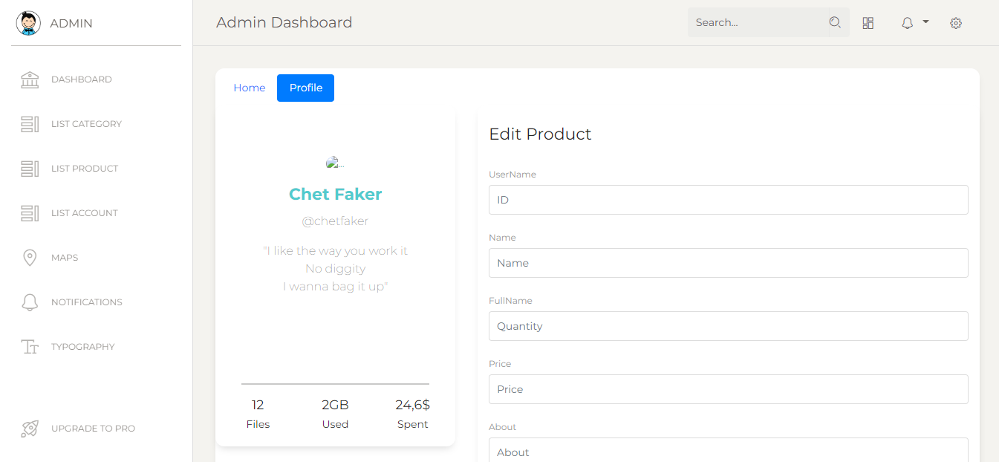 ADMIN
Admin Dashboard
Search...
DASHBOARD
LIST CATEGORY
LIST PRODUCT
LIST ACCOUNT
MAPS
NOTIFICATIONS
TYPOGRAPHY
UPGRADE TO PRO
Home
Profile
...
Chet Faker
@chetfaker
"I like the way you work it
No diggity
I wanna bag it up"
12
Files
2GB
Used
24,6$
Spent
Edit Product
UserName
ID
Name
Name
FullName
Quantity
Price
Price
About
About